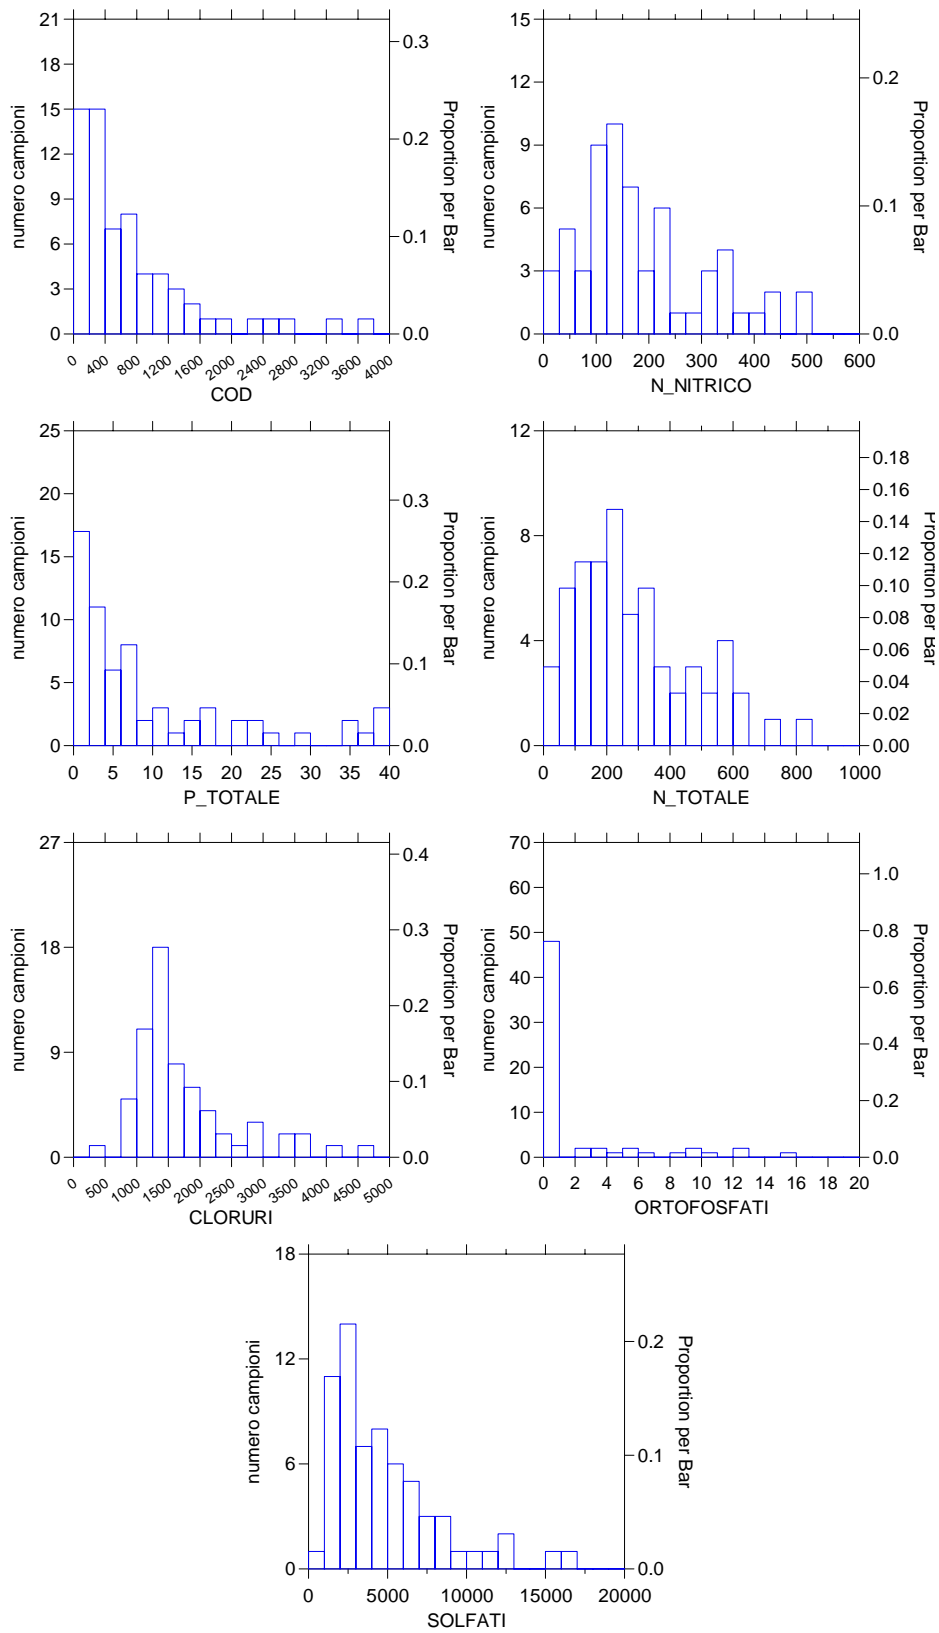 21
18
15
12
9
6
3
0
numero campioni
0.3
0.2
0.1
0.0
Proportion per Bar
0 400 800 1200 1600 2000 2400 2800 3200 3600 4000
COD
15
12
9
6
3
0
numero campioni
0.2
0.1
0.0
Proportion per Bar
0 100 200 300 400 500 600
N_NITRICO
25
20
15
10
5
0
numero campioni
0.3
0.2
0.1
0.0
Proportion per Bar
0 5 10 15 20 25 30 35 40
P_TOTALE
12
8
4
0
numero campioni
0.18
0.16
0.14
0.12
0.10
0.08
0.06
0.04
0.02
0.00
Proportion per Bar
0 200 400 600 800 1000
N_TOTALE
27
18
9
0
numero campioni
0.4
0.3
0.2
0.1
0.0
Proportion per Bar
0 500 1000 1500 2000 2500 3000 3500 4000 4500 5000
CLORURI
70
60
50
40
30
20
10
0
numero campioni
1.0
0.8
0.6
0.4
0.2
0.0
Proportion per Bar
0 2 4 6 8 10 12 14 16 18 20
ORTOFOSFATI
18
12
6
0
numero campioni
0.2
0.1
0.0
Proportion per Bar
0 5000 10000 15000 20000
SOLFATI